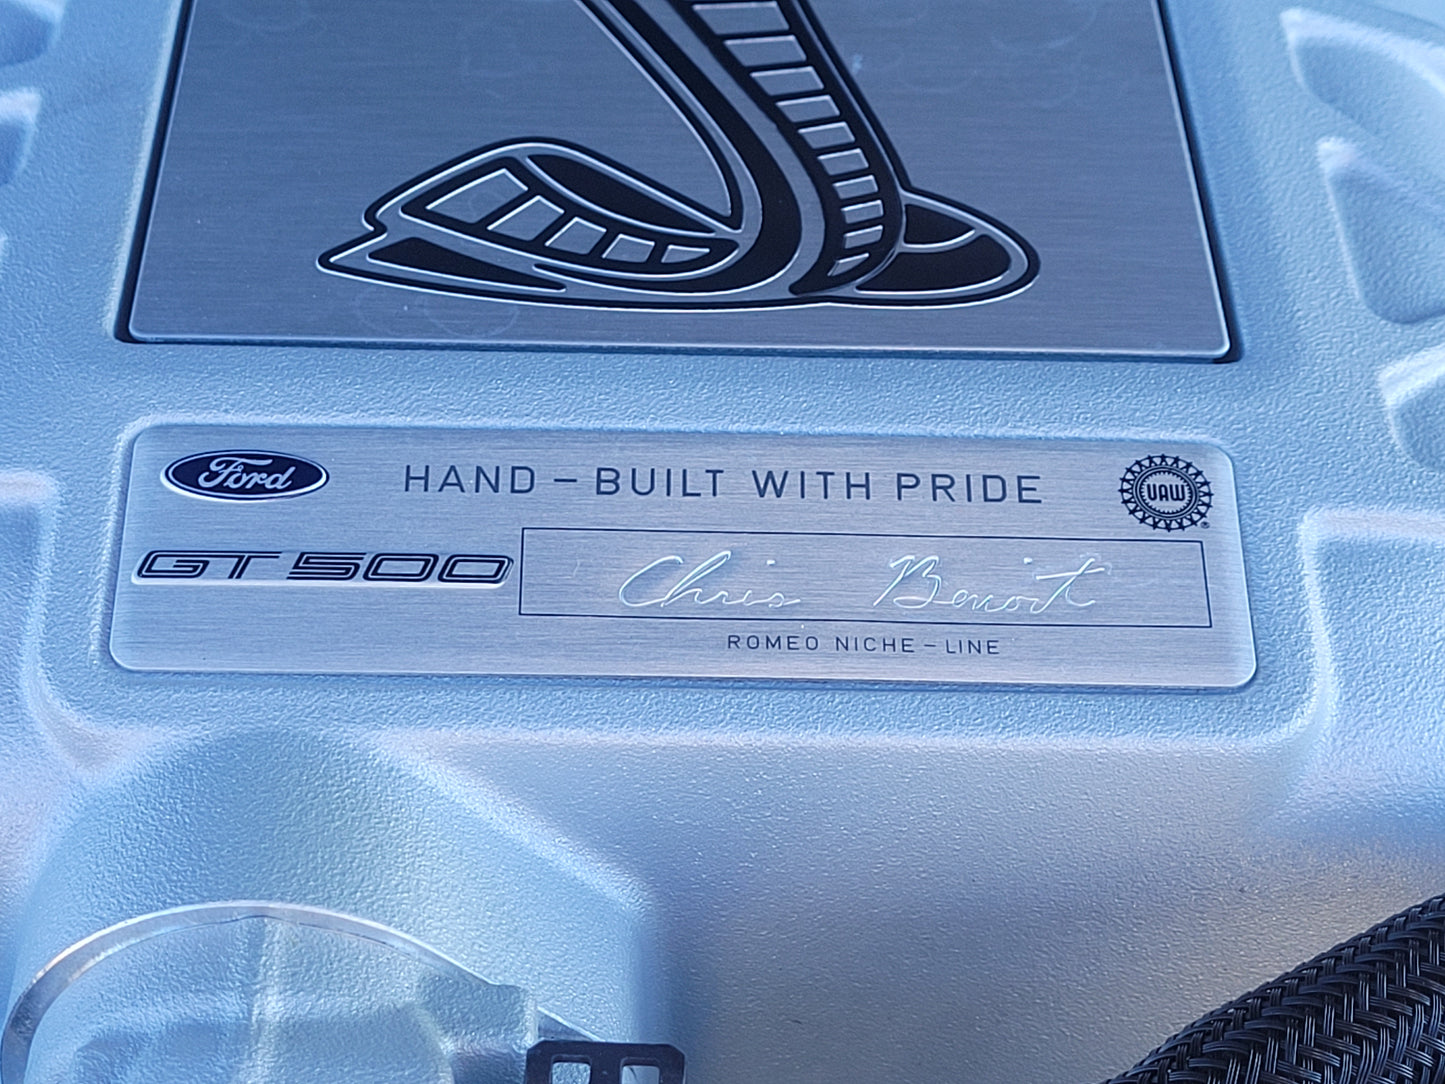 Ford
HAND - BUILT WITH PRIDE
UAW
®
GT500
Chris Benoit
ROMEO NICHE - LINE